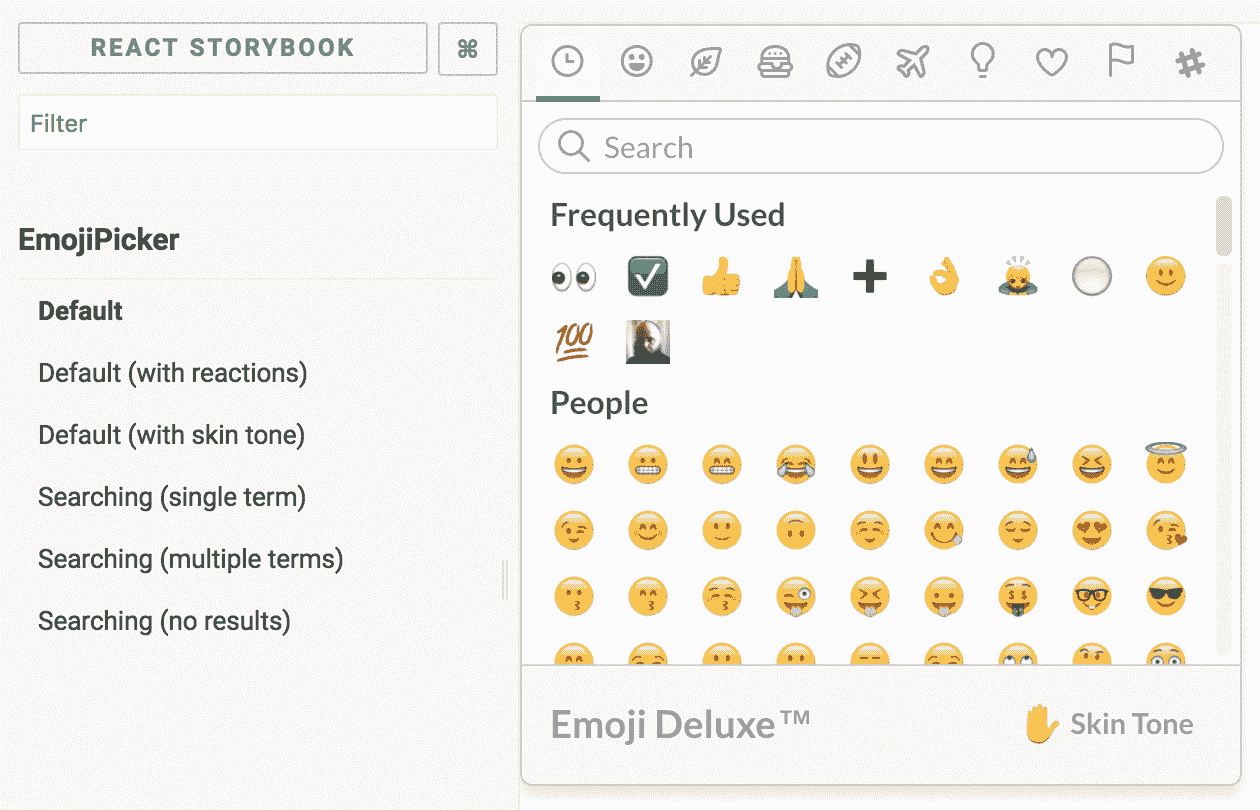 REACT STORYBOOK
⌘
Filter
EmojiPicker
Default
Default (with reactions)
Default (with skin tone)
Searching (single term)
Searching (multiple terms)
Searching (no results)
Search
Frequently Used
100
People
Emoji Deluxe™
Skin Tone